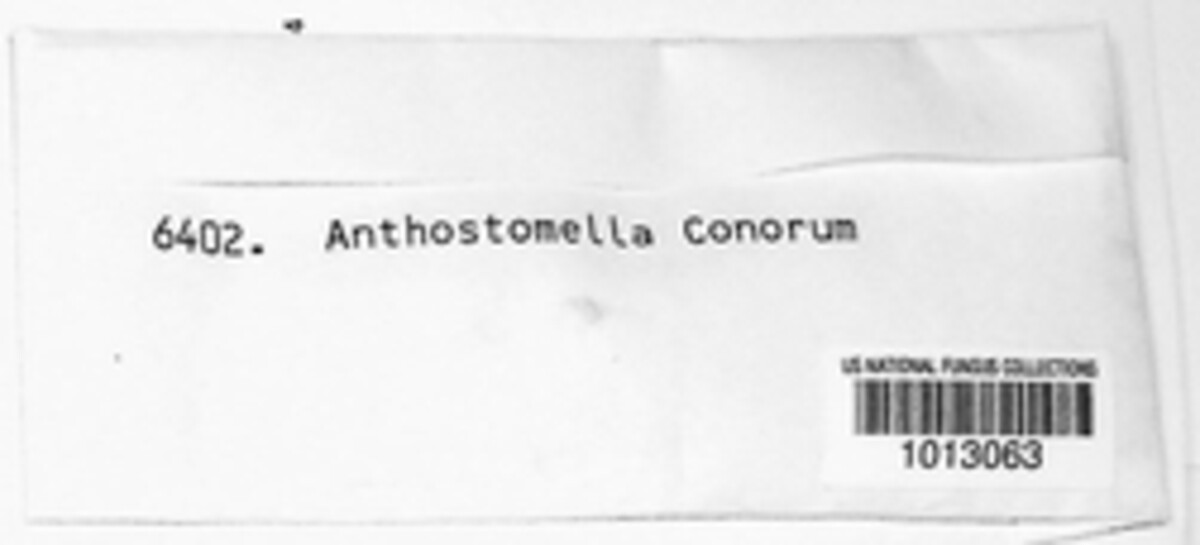 6402. Anthostomella Conorum
US NATIONAL FUNGUS COLLECTIONS
1013063